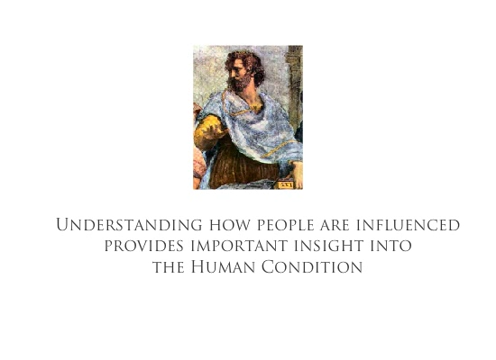 Understanding how people are influenced
provides important insight into
the Human Condition